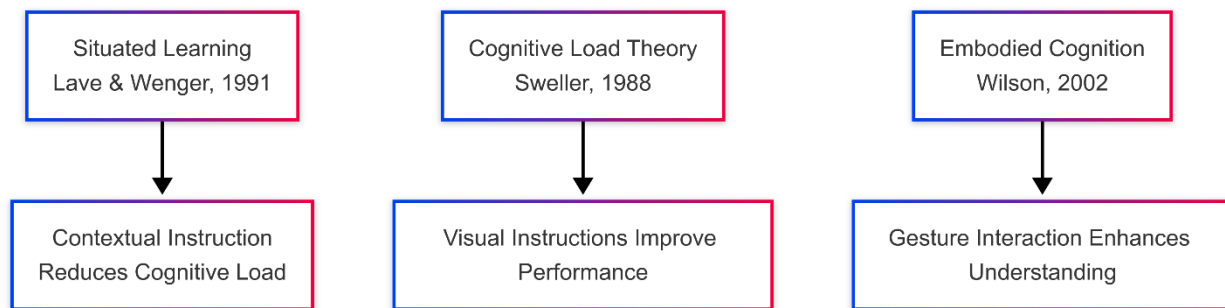 Situated Learning
Lave & Wenger, 1991
Cognitive Load Theory
Sweller, 1988
Embodied Cognition
Wilson, 2002
Contextual Instruction
Reduces Cognitive Load
Visual Instructions Improve
Performance
Gesture Interaction Enhances
Understanding